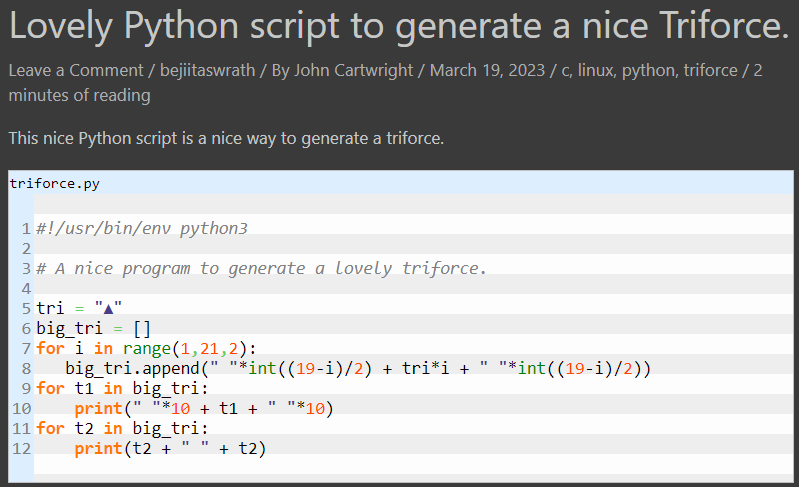 Lovely Python script to generate a nice Triforce.
Leave a Comment / bejiitaswrath / By John Cartwright / March 19, 2023 / c, linux, python, triforce / 2
minutes of reading
This nice Python script is a nice way to generate a triforce.
triforce.py
1 #!/usr/bin/env python3
2
3 # A nice program to generate a lovely triforce.
4
5 tri = "▲"
6 big_tri = []
7 for i in range(1,21,2):
8    big_tri.append(" "*int((19-i)/2) + tri*i + " "*int((19-i)/2))
9 for t1 in big_tri:
10     print(" "*10 + t1 + " "*10)
11 for t2 in big_tri:
12     print(t2 + " " + t2)